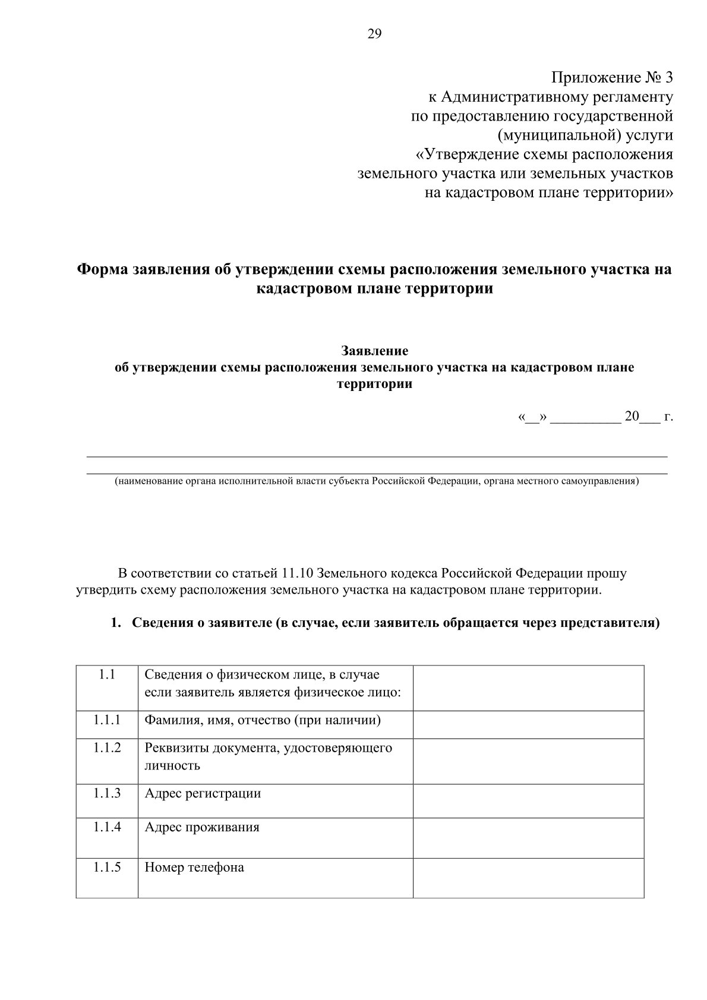 29
Приложение № 3
к Административному регламенту
по предоставлению государственной
(муниципальной) услуги
«Утверждение схемы расположения
земельного участка или земельных участков
на кадастровом плане территории»
Форма заявления об утверждении схемы расположения земельного участка на
кадастровом плане территории
Заявление
об утверждении схемы расположения земельного участка на кадастровом плане
территории
«__» __________ 20___ г.
(наименование органа исполнительной власти субъекта Российской Федерации, органа местного самоуправления)
В соответствии со статьей 11.10 Земельного кодекса Российской Федерации прошу
утвердить схему расположения земельного участка на кадастровом плане территории.
1. Сведения о заявителе (в случае, если заявитель обращается через представителя)
1.1 Сведения о физическом лице, в случае
если заявитель является физическое лицо:
1.1.1 Фамилия, имя, отчество (при наличии)
1.1.2 Реквизиты документа, удостоверяющего
личность
1.1.3 Адрес регистрации
1.1.4 Адрес проживания
1.1.5 Номер телефона